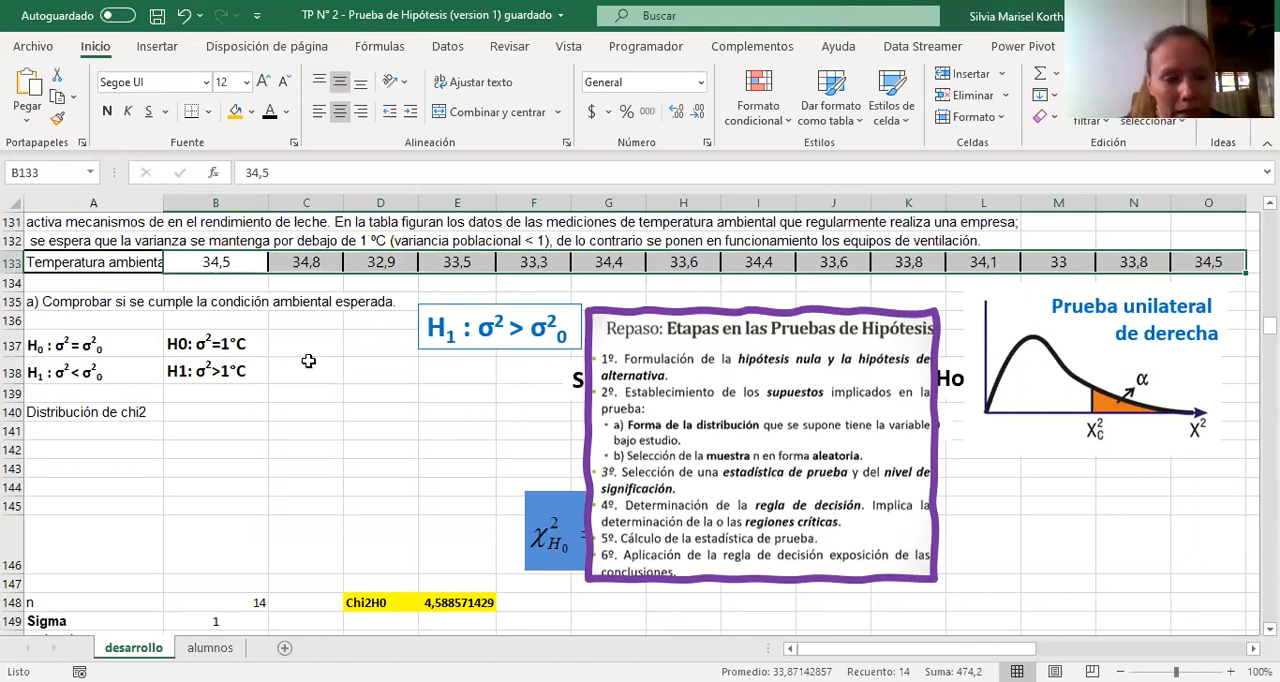 Autoguardado
TP N° 2 - Prueba de Hipótesis (version 1) guardado
Buscar
Silvia Marisel Korth
Archivo Inicio Insertar Disposición de página Fórmulas Datos Revisar Vista Programador Complementos Ayuda Data Streamer Power Pivot
Pegar
Segoe UI 12
N K S
Ajustar texto
Combinar y centrar
General
$ % 000
Formato condicional
Dar formato como tabla
Estilos de celda
Insertar
Eliminar
Formato
filtrar seleccionar
Portapapeles Fuente Alineación Número Estilos Celdas Edición Ideas
B133 fx 34,5
A B C D E F G H I J K L M N O
131 activa mecanismos de en el rendimiento de leche. En la tabla figuran los datos de las mediciones de temperatura ambiental que regularmente realiza una empresa;
132 se espera que la varianza se mantenga por debajo de 1 ºC (variancia poblacional < 1), de lo contrario se ponen en funcionamiento los equipos de ventilación.
133 Temperatura ambienta 34,5 34,8 32,9 33,5 33,3 34,4 33,6 34,4 33,6 33,8 34,1 33 33,8 34,5
134
135 a) Comprobar si se cumple la condición ambiental esperada.
136
137 H0 : σ² = σ²0 H0: σ²=1°C
138 H1 : σ² < σ²0 H1: σ²>1°C
139
140 Distribución de chi2
141
142
143
144
145
146
147
148 n 14 Chi2H0 4,588571429
149 Sigma 1
H1 : σ² > σ²0
S
Repaso: Etapas en las Pruebas de Hipótesis
1º. Formulación de la hipótesis nula y la hipótesis de
alternativa.
2º. Establecimiento de los supuestos implicados en la
prueba:
• a) Forma de la distribución que se supone tiene la variable
bajo estudio.
• b) Selección de la muestra n en forma aleatoria.
3º. Selección de una estadística de prueba y del nivel de
significación.
4º. Determinación de la regla de decisión. Implica la
determinación de la o las regiones críticas.
5º. Cálculo de la estadística de prueba.
6º. Aplicación de la regla de decisión exposición de las
conclusiones.
Ho
χ²H0 =
Prueba unilateral
de derecha
α
X²C X²
desarrollo alumnos
Listo
Promedio: 33,87142857 Recuento: 14 Suma: 474,2
100%